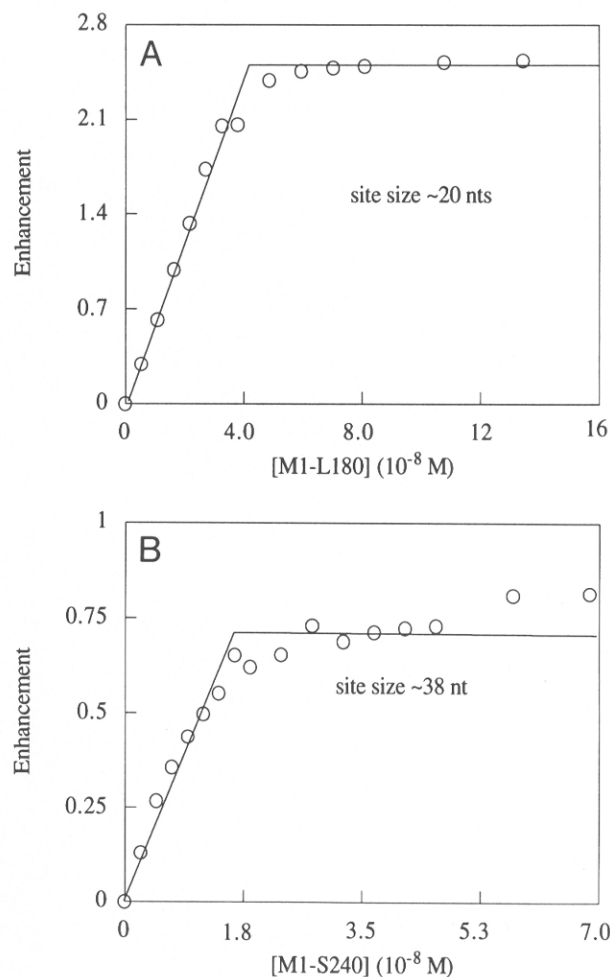 A
2.8
2.1
1.4
0.7
0
Enhancement
site size ~20 nts
0 4.0 8.0 12 16
[M1-L180] (10⁻⁸ M)
B
1
0.75
0.5
0.25
0
Enhancement
site size ~38 nt
0 1.8 3.5 5.3 7.0
[M1-S240] (10⁻⁸ M)